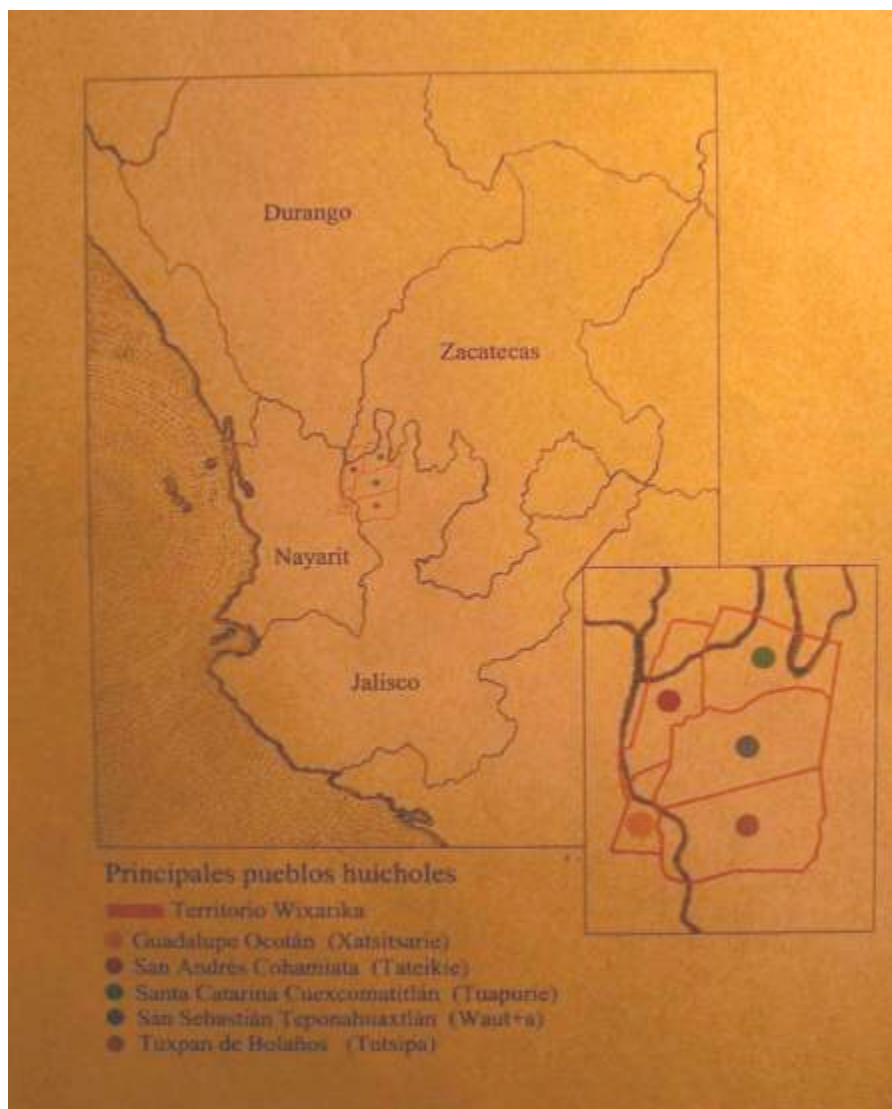 Durango
Zacatecas
Nayarit
Jalisco
Principales pueblos huicholes
Territorio Wixarika
Guadalupe Ocotán (Xatsitsarie)
San Andrés Cohamiata (Tateikie)
Santa Catarina Cuexcomatitlán (Tuapurie)
San Sebastián Teponahuaxtlán (Waut+a)
Tuxpan de Bolaños (Tutsipa)